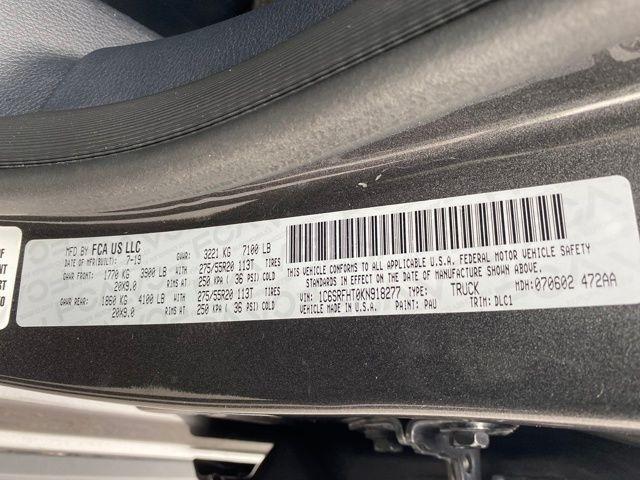 MFD BY FCA US LLC GVWR: 3221 KG 7100 LB
DATE OF MFR(BUILT): 7-19
GAWR FRONT: 1770 KG 3900 LB WITH 275/55R20 113T TIRES
20X9.0 RIMS AT 250 KPA ( 36 PSI) COLD
GAWR REAR: 1860 KG 4100 LB WITH 275/55R20 113T TIRES
20X9.0 RIMS AT 250 KPA ( 36 PSI) COLD
THIS VEHICLE CONFORMS TO ALL APPLICABLE U.S.A. FEDERAL MOTOR VEHICLE SAFETY
STANDARDS IN EFFECT ON THE DATE OF MANUFACTURE SHOWN ABOVE.
VIN: 1C6SRFHT0KN918277 TYPE: TRUCK MDH: 070602 472AA
VEHICLE MADE IN U.S.A. PAINT: PAU TRIM: DLC1